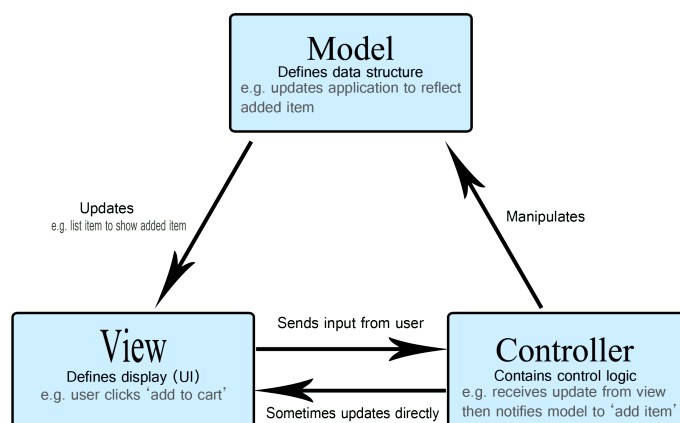 Model
Defines data structure
e.g. updates application to reflect
added item
Updates
e.g. list item to show added item
Manipulates
View
Defines display (UI)
e.g. user clicks ‘add to cart’
Sends input from user
Sometimes updates directly
Controller
Contains control logic
e.g. receives update from view
then notifies model to ‘add item’